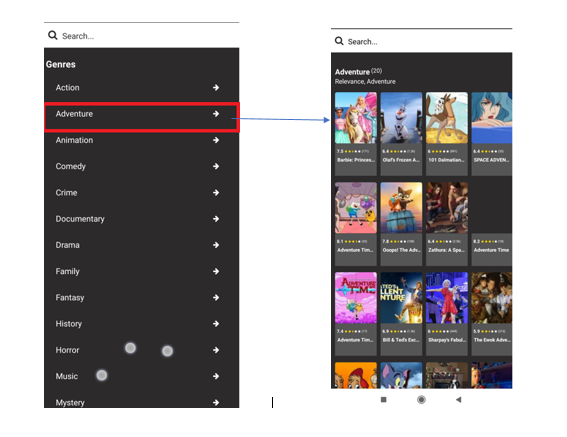 Search...
Genres
Action
Adventure
Animation
Comedy
Crime
Documentary
Drama
Family
Fantasy
History
Horror
Music
Mystery
Search...
Adventure (20)
Relevance, Adventure
7.5
6.4
6
6.4
Barbie: Princes...
Olaf's Frozen A...
101 Dalmatian...
SPACE ADVEN...
8.1
7.8
6.4
8.2
Adventure Tim...
Ooops! The Adv...
Zathura: A Spa...
Adventure Time
ADVENTURE TIME
7.4
6.9
6
5.9
Adventure Tim...
Bill & Ted's Exc...
Sharpay's Fabul...
The Ewok Adve...